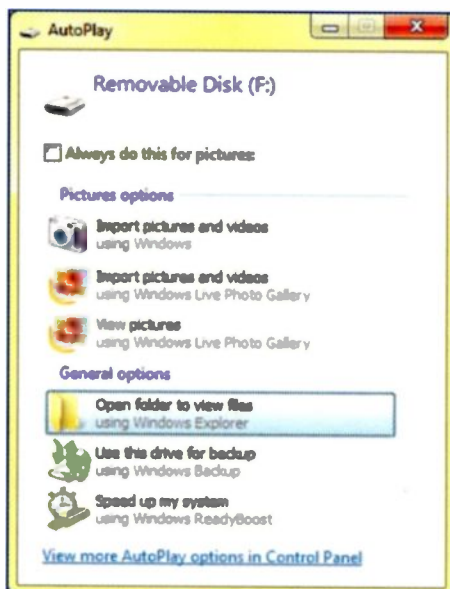 AutoPlay
Removable Disk (F:)
Always do this for pictures:
Pictures options
Import pictures and videos
using Windows
Import pictures and videos
using Windows Live Photo Gallery
View pictures
using Windows Live Photo Gallery
General options
Open folder to view files
using Windows Explorer
Use this drive for backup
using Windows Backup
Speed up my system
using Windows ReadyBoost
View more AutoPlay options in Control Panel